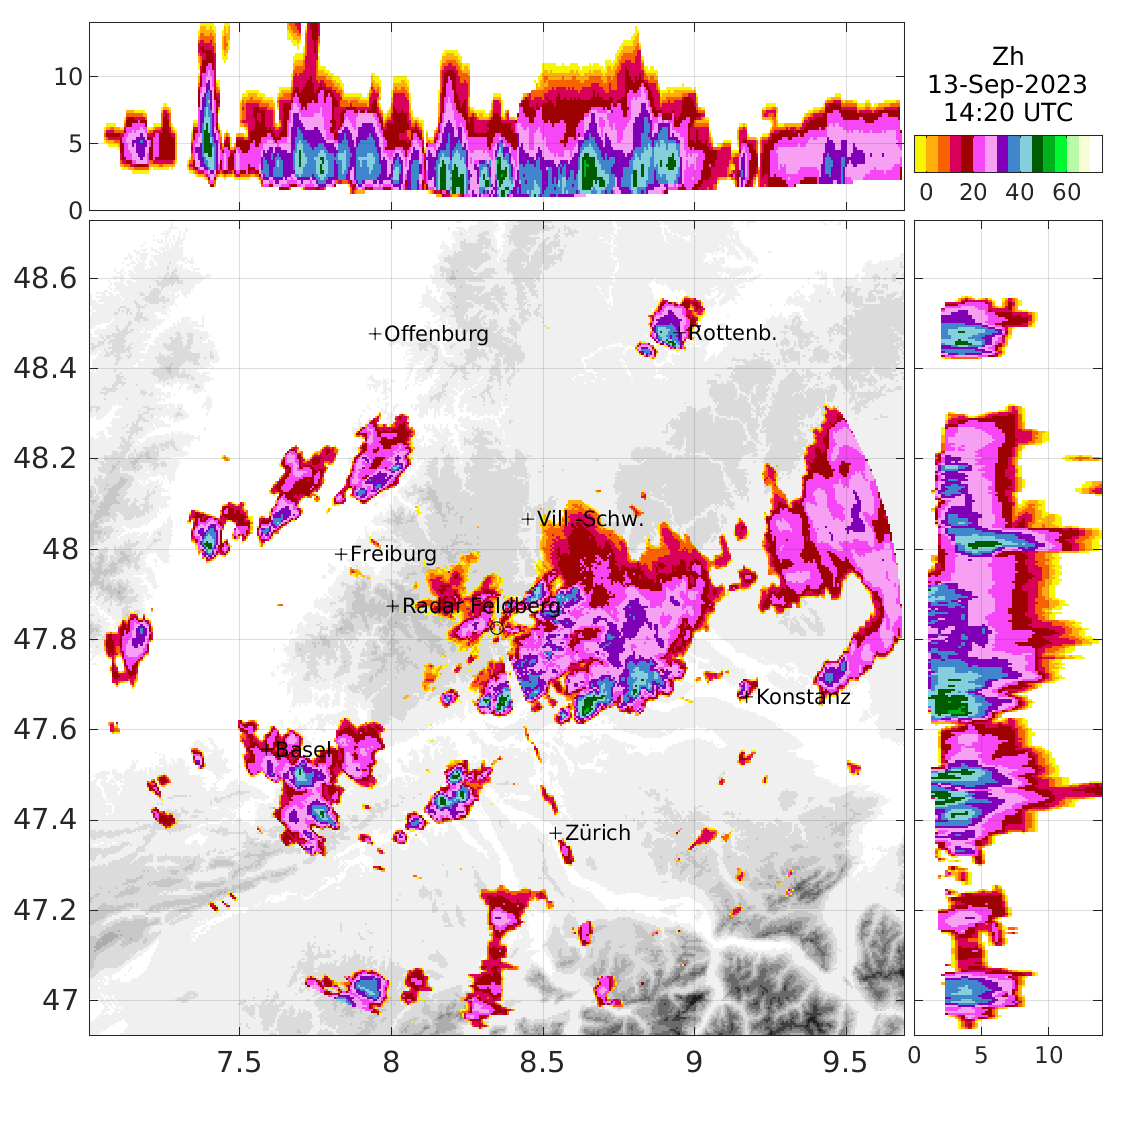 10
5
0
Zh
13-Sep-2023
14:20 UTC
0 20 40 60
48.6
48.4
48.2
48
47.8
47.6
47.4
47.2
47
+Offenburg
+Rottenb.
+Vill.-Schw.
+Freiburg
+Radar Feldberg
+Konstanz
+Basel
+Zürich
7.5 8 8.5 9 9.5
0 5 10